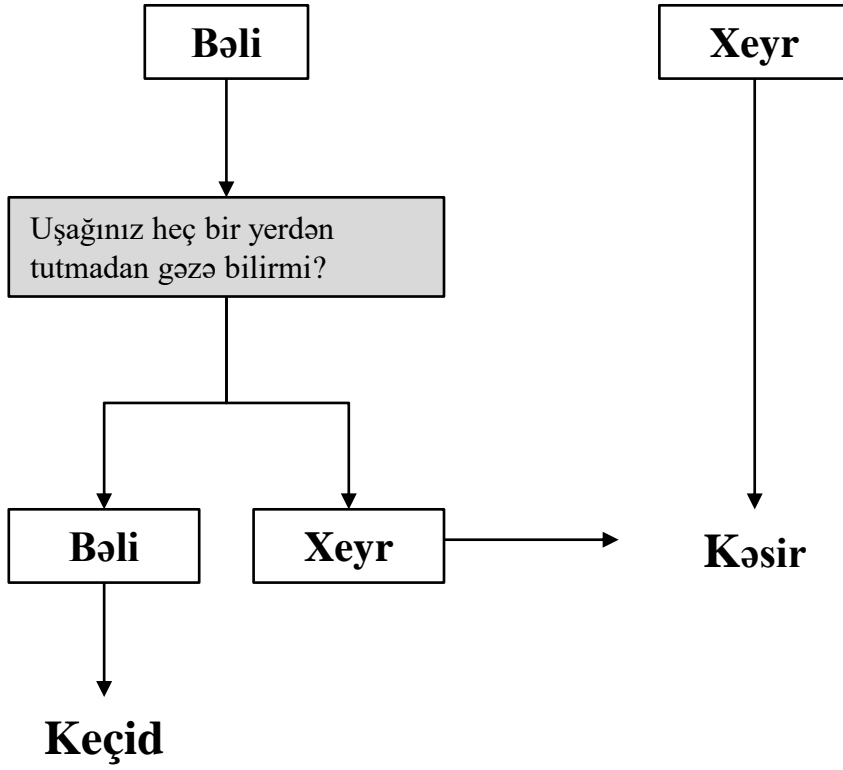 Bəli
Xeyr
Uşağınız heç bir yerdən
tutmadan gəzə bilirmi?
Bəli
Xeyr
Kəsir
Keçid